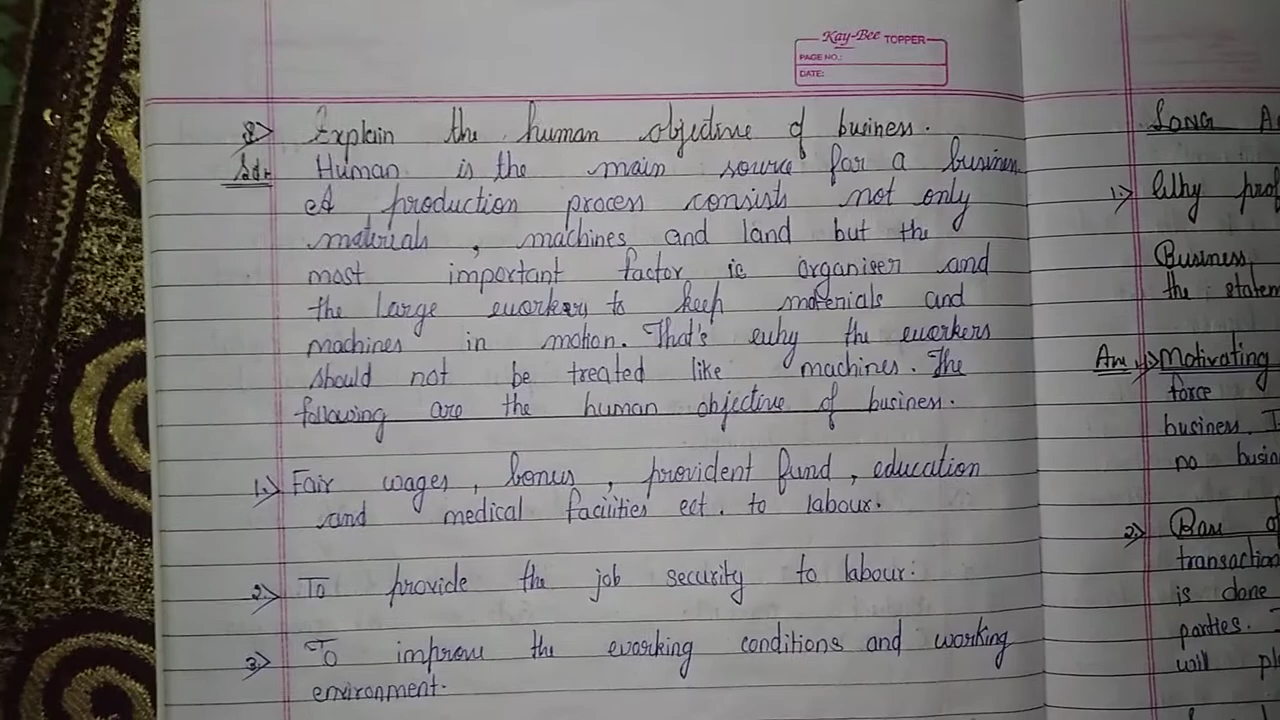 Kay-Bee TOPPER
PAGE NO.:
DATE:
8> Explain the human objective of business.
Human is the main source for a busines
A production process consists not only
materials, machines and land but the
most important factor is organiser and
the large workers to keep materials and
machines in motion. That's why the workers
should not be treated like machines. The
following are the human objective of business.
1.> Fair wages, bonus, provident fund, education
and medical faciities ect. to labour.
2.> To provide the job security to labour.
3.> To improve the working conditions and working
environment.
Long A
1.> Why prof
Business
the statem
Ans 1> Motivating
force
business. I
no busin
2.> Base of
transaction
is done
parties. I
will pl